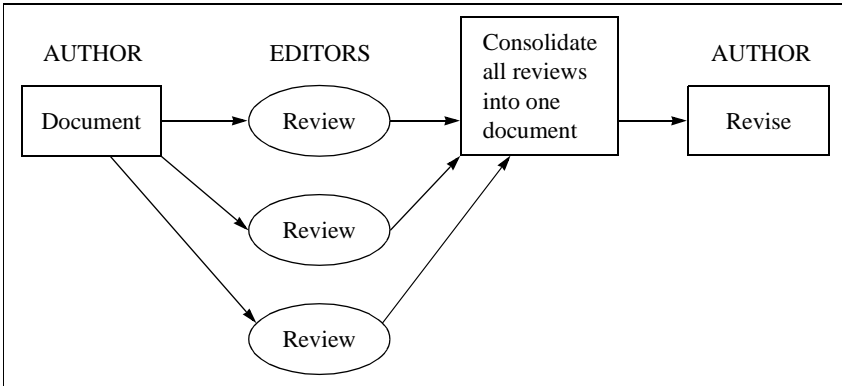 AUTHOR
EDITORS
AUTHOR
Document
Review
Review
Review
Consolidate
all reviews
into one
document
Revise